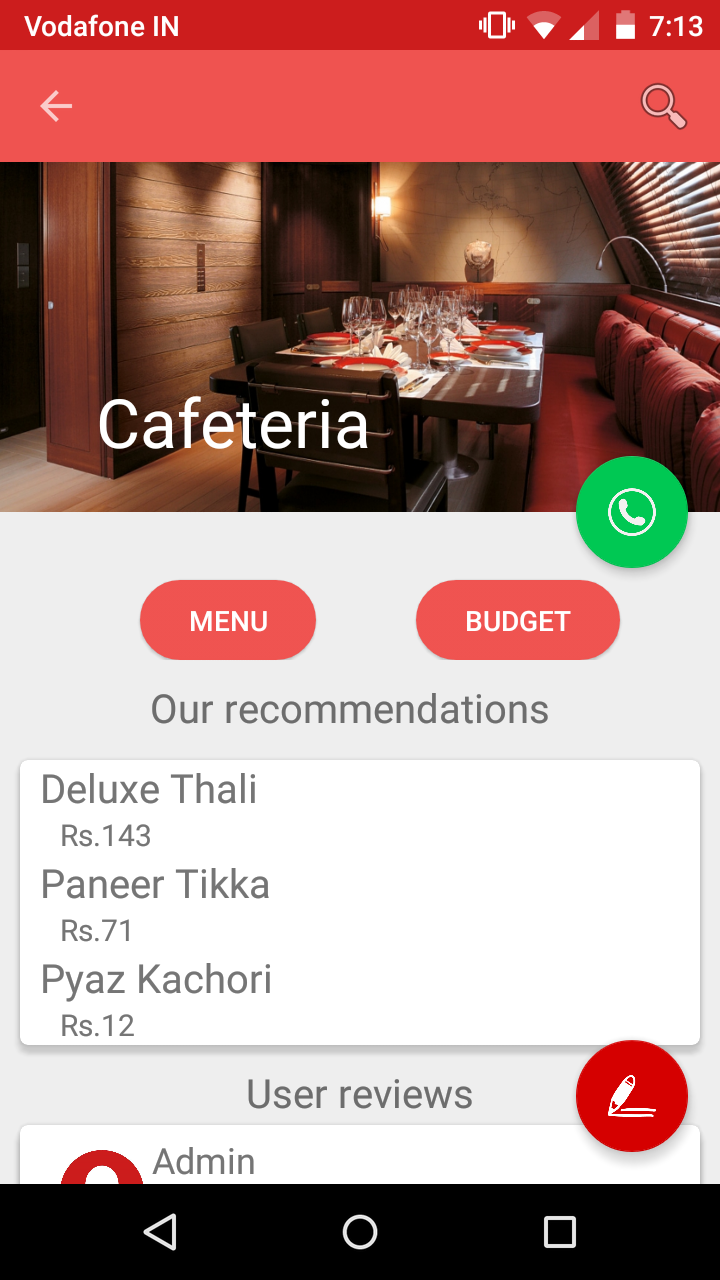 Vodafone IN 7:13
Cafeteria
MENU BUDGET
Our recommendations
Deluxe Thali
Rs.143
Paneer Tikka
Rs.71
Pyaz Kachori
Rs.12
User reviews
Admin